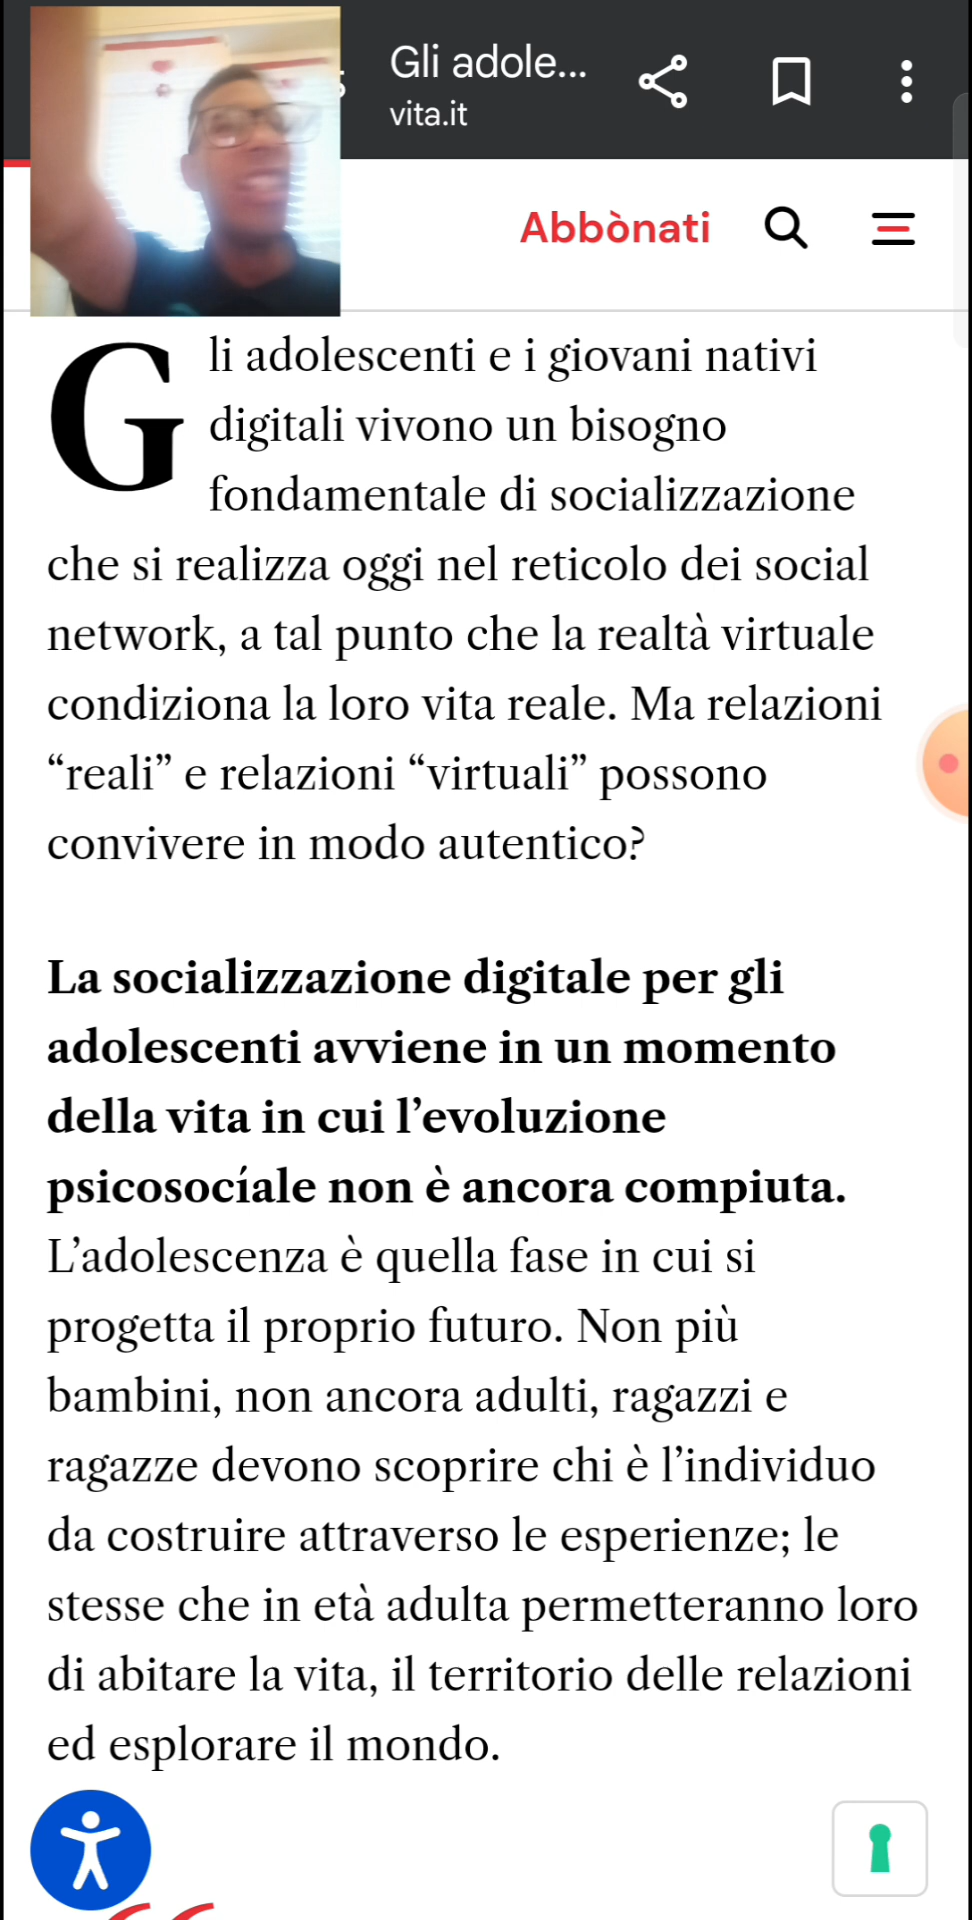 Gli adole...
vita.it
Abbònati
Gli adolescenti e i giovani nativi
digitali vivono un bisogno
fondamentale di socializzazione
che si realizza oggi nel reticolo dei social
network, a tal punto che la realtà virtuale
condiziona la loro vita reale. Ma relazioni
“reali” e relazioni “virtuali” possono
convivere in modo autentico?
La socializzazione digitale per gli
adolescenti avviene in un momento
della vita in cui l’evoluzione
psicosocíale non è ancora compiuta.
L’adolescenza è quella fase in cui si
progetta il proprio futuro. Non più
bambini, non ancora adulti, ragazzi e
ragazze devono scoprire chi è l’individuo
da costruire attraverso le esperienze; le
stesse che in età adulta permetteranno loro
di abitare la vita, il territorio delle relazioni
ed esplorare il mondo.